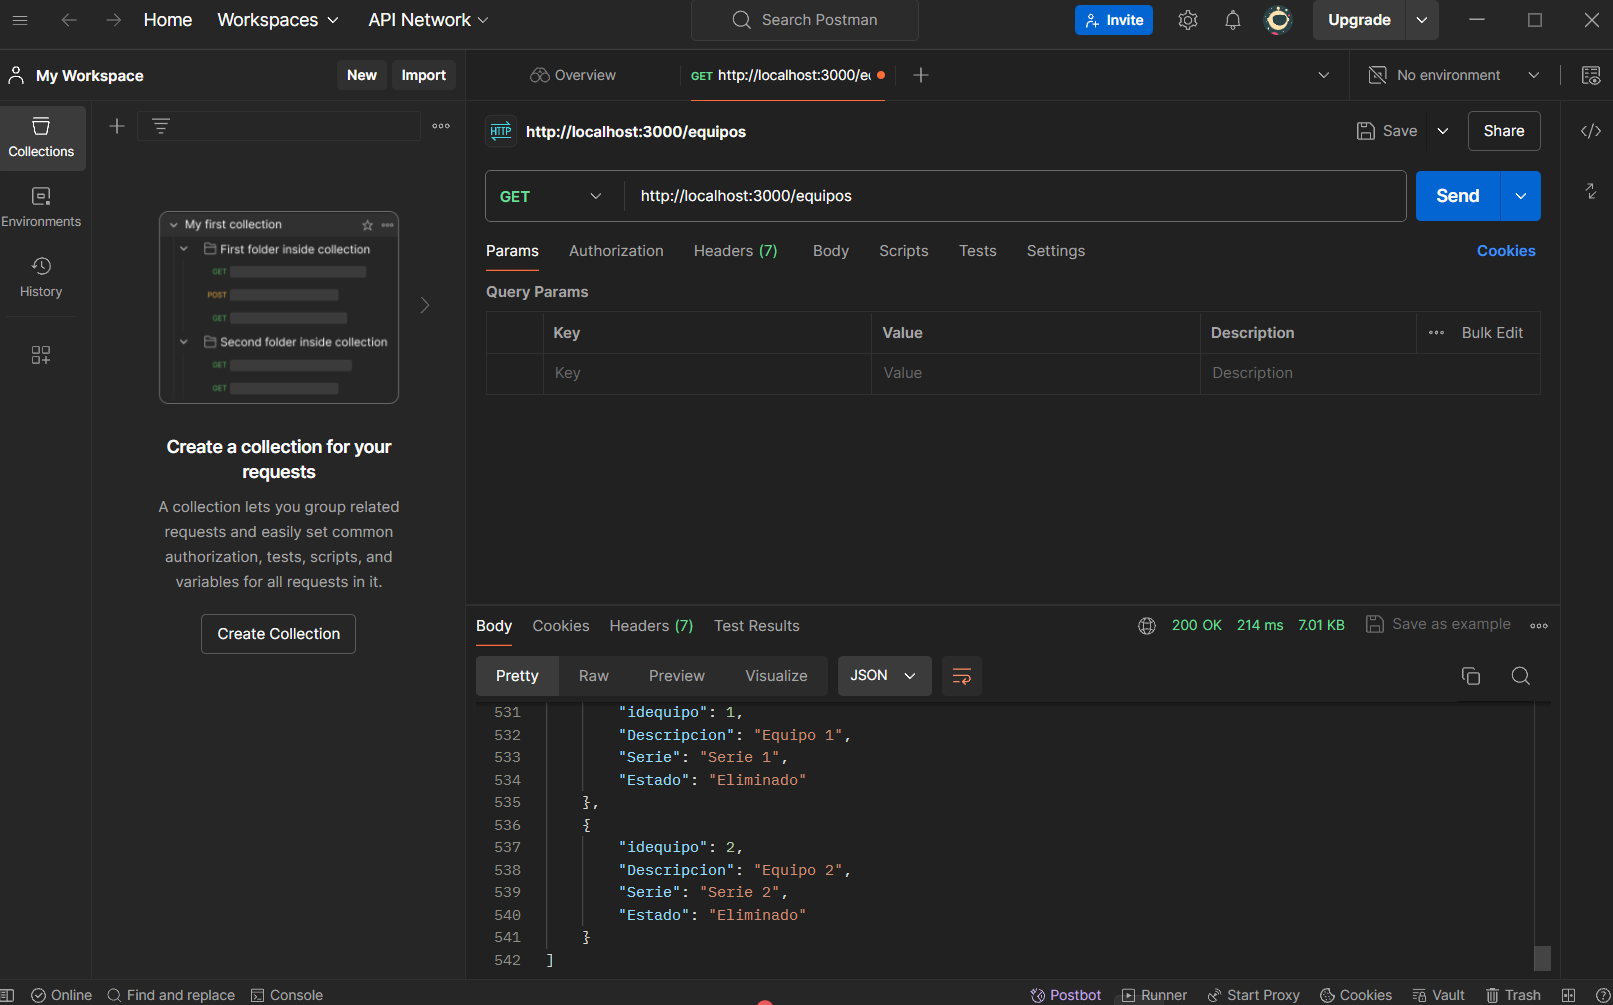 Home Workspaces API Network Search Postman Invite Upgrade
My Workspace New Import Overview GET http://localhost:3000/e No environment
Collections
Environments
History
My first collection
First folder inside collection
GET
POST
GET
Second folder inside collection
GET
GET
Create a collection for your
requests
A collection lets you group related
requests and easily set common
authorization, tests, scripts, and
variables for all requests in it.
Create Collection
HTTP http://localhost:3000/equipos Save Share
GET http://localhost:3000/equipos Send
Params Authorization Headers (7) Body Scripts Tests Settings Cookies
Query Params
Key Value Description Bulk Edit
Key Value Description
Body Cookies Headers (7) Test Results 200 OK 214 ms 7.01 KB Save as example
Pretty Raw Preview Visualize JSON
531 "idequipo": 1,
532 "Descripcion": "Equipo 1",
533 "Serie": "Serie 1",
534 "Estado": "Eliminado"
535 },
536 {
537 "idequipo": 2,
538 "Descripcion": "Equipo 2",
539 "Serie": "Serie 2",
540 "Estado": "Eliminado"
541 }
542 ]
Online Find and replace Console Postbot Runner Start Proxy Cookies Vault Trash